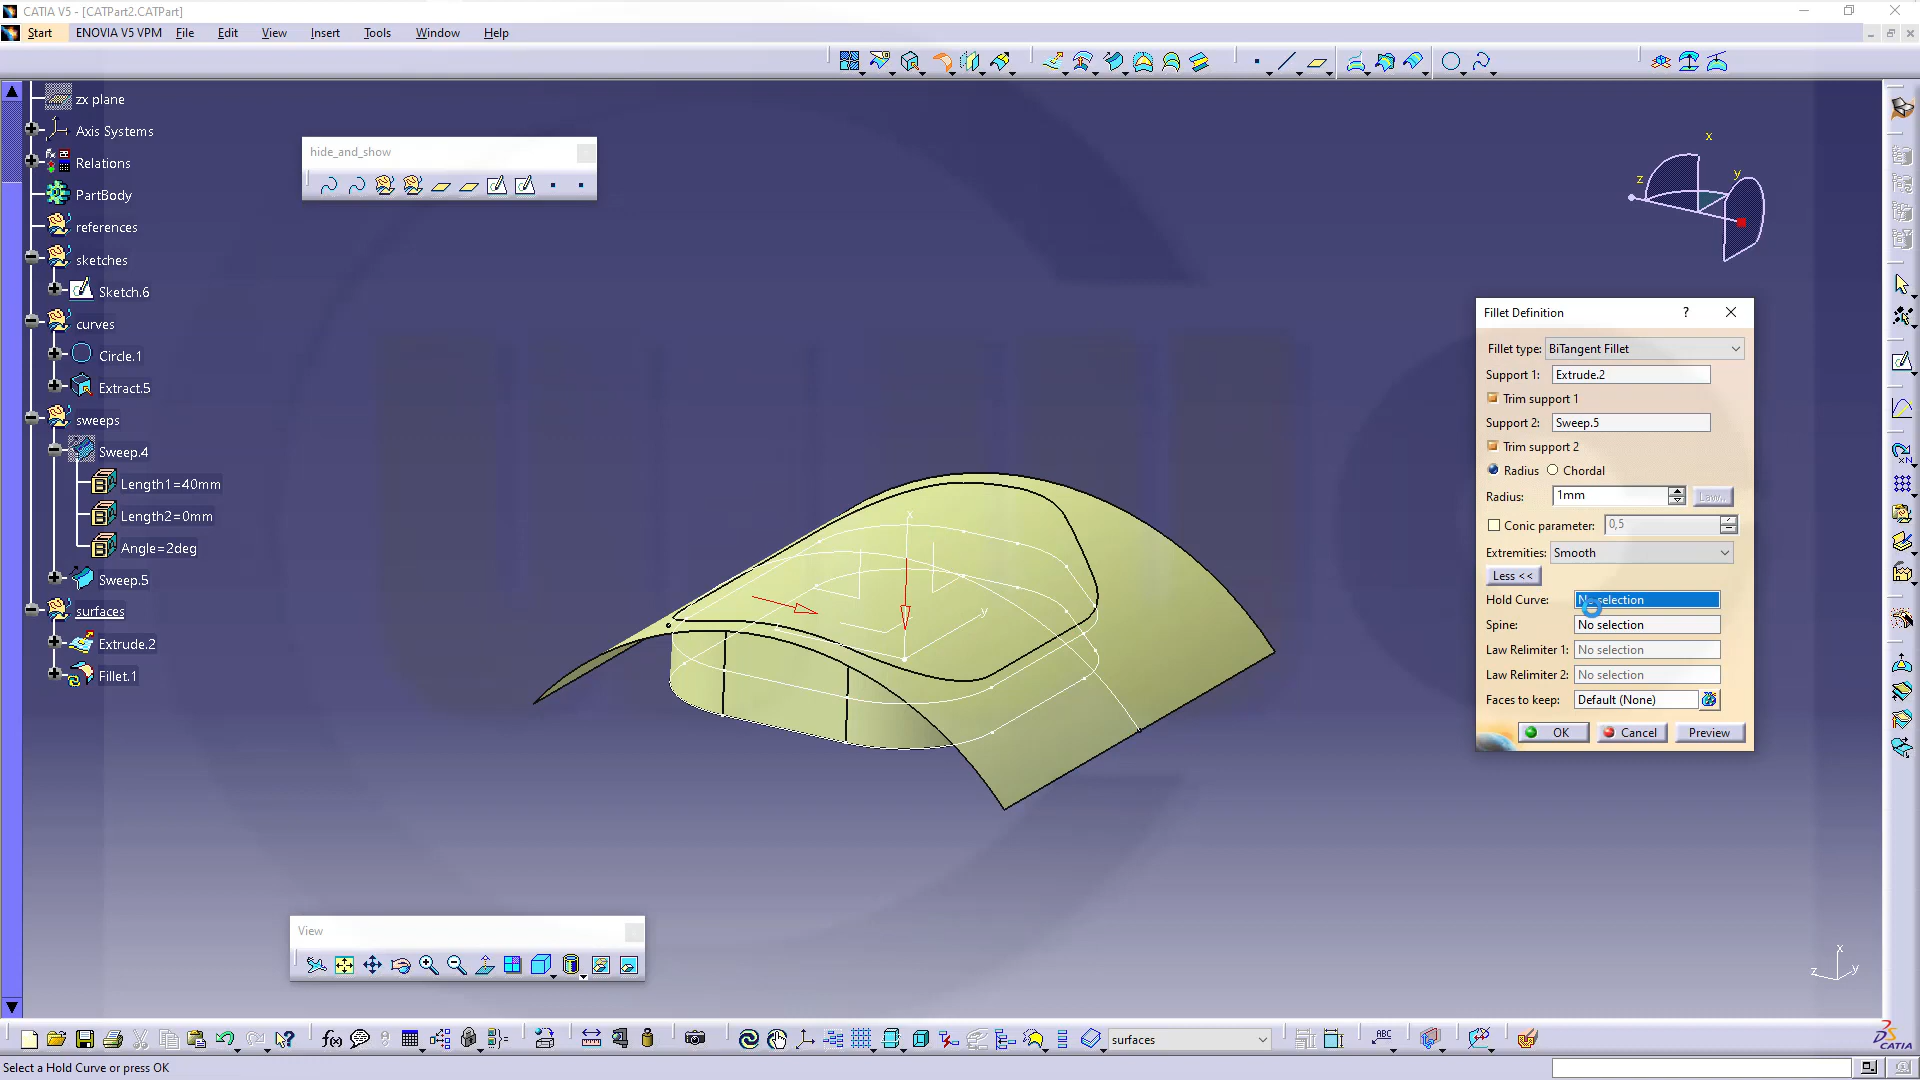 CATIA V5 - [CATPart2.CATPart]
Start ENOVIA V5 VPM File Edit View Insert Tools Window Help
zx plane
Axis Systems
Relations
PartBody
references
sketches
Sketch.6
curves
Circle.1
Extract.5
sweeps
Sweep.4
Length1=40mm
Length2=0mm
Angle=2deg
Sweep.5
surfaces
Extrude.2
Fillet.1
hide_and_show
x
y
z
x
y
Fillet Definition ?
Fillet type: BiTangent Fillet
Support 1: Extrude.2
Trim support 1
Support 2: Sweep.5
Trim support 2
Radius Chordal
Radius: 1mm Law..
Conic parameter: 0,5
Extremities: Smooth
Less <<
Hold Curve: No selection
Spine: No selection
Law Relimiter 1: No selection
Law Relimiter 2: No selection
Faces to keep: Default (None)
OK Cancel Preview
View
x
z y
surfaces
CATIA
Select a Hold Curve or press OK